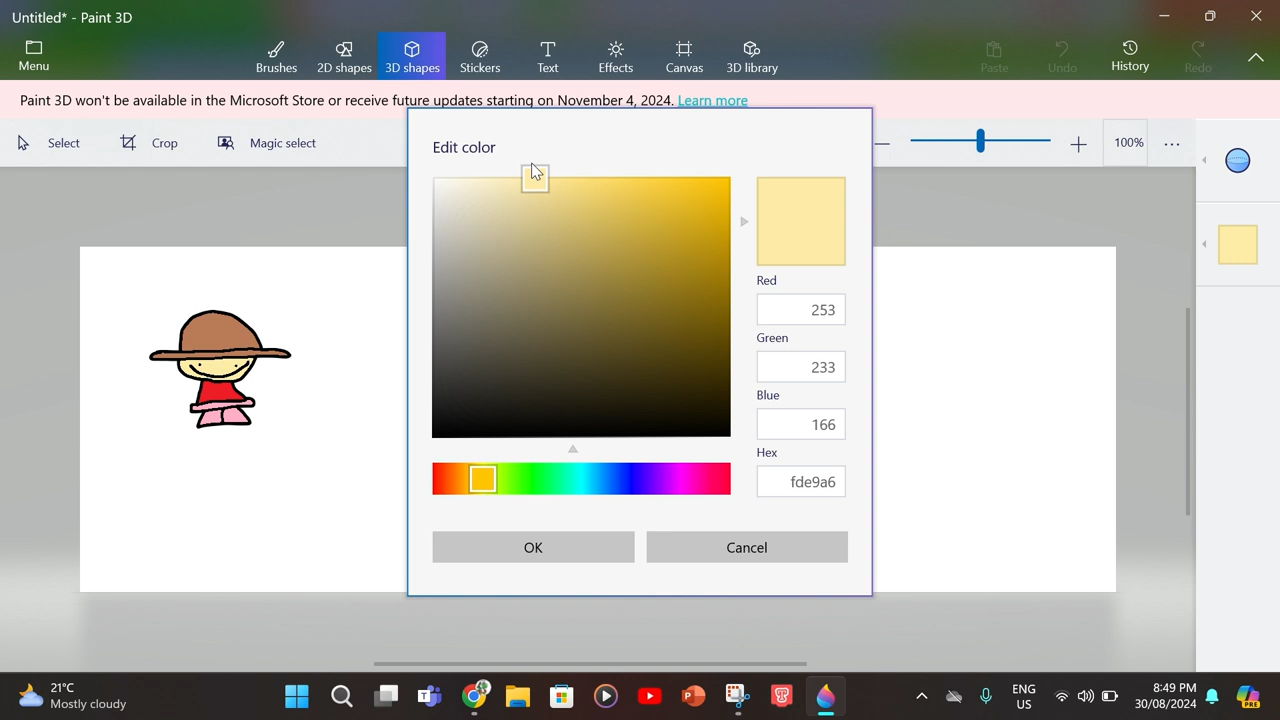 Untitled* - Paint 3D
Menu
Brushes
2D shapes
3D shapes
Stickers
Text
Effects
Canvas
3D library
Paste
Undo
History
Redo
Paint 3D won't be available in the Microsoft Store or receive future updates starting on November 4, 2024. Learn more
Select
Crop
Magic select
100%
Edit color
Red
253
Green
233
Blue
166
Hex
fde9a6
OK
Cancel
21°C
Mostly cloudy
ENG
US
8:49 PM
30/08/2024
PRE